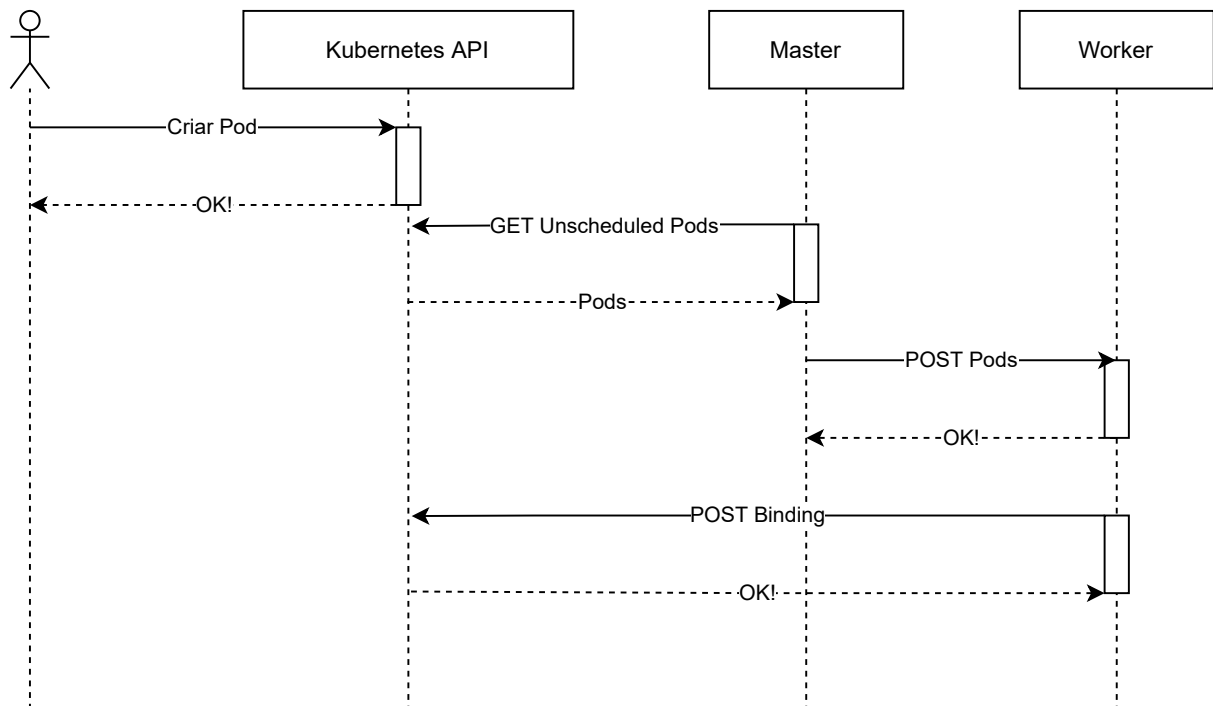 Kubernetes API
Master
Worker
Criar Pod
OK!
GET Unscheduled Pods
Pods
POST Pods
OK!
POST Binding
OK!